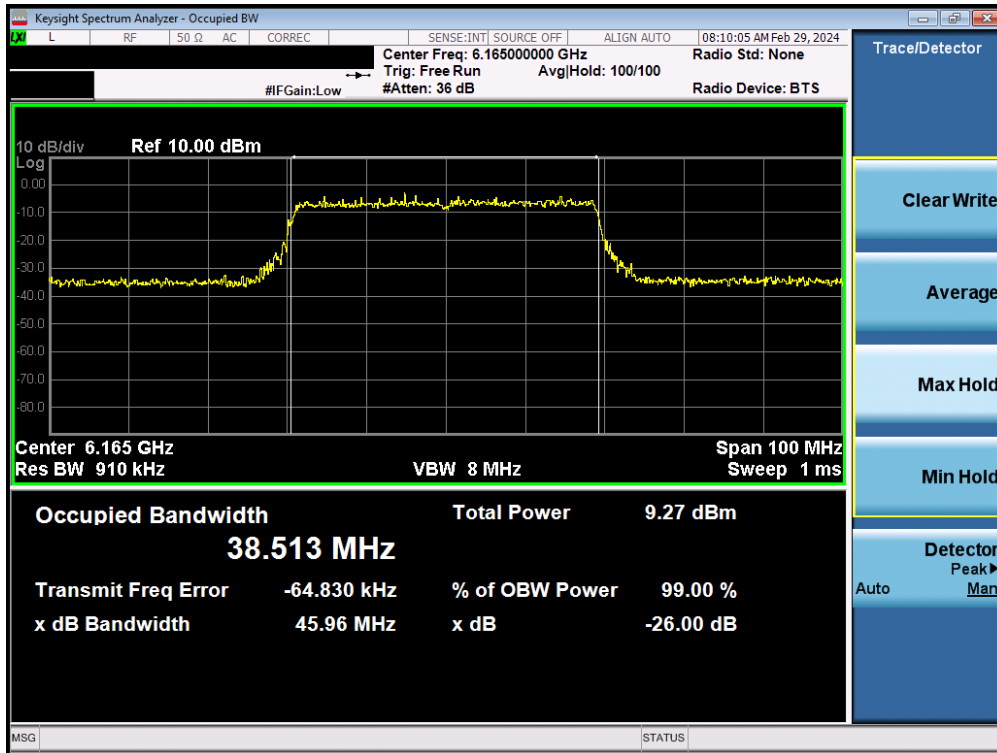 Keysight Spectrum Analyzer - Occupied BW
LXI L RF 50 Ω AC CORREC SENSE:INT SOURCE OFF ALIGN AUTO 08:10:05 AM Feb 29, 2024
Center Freq: 6.165000000 GHz Radio Std: None
Trig: Free Run Avg|Hold: 100/100
#IFGain:Low #Atten: 36 dB Radio Device: BTS
10 dB/div Ref 10.00 dBm
Log
0.00
-10.0
-20.0
-30.0
-40.0
-50.0
-60.0
-70.0
-80.0
Center 6.165 GHz Span 100 MHz
Res BW 910 kHz VBW 8 MHz Sweep 1 ms
Occupied Bandwidth Total Power 9.27 dBm
38.513 MHz
Transmit Freq Error -64.830 kHz % of OBW Power 99.00 %
x dB Bandwidth 45.96 MHz x dB -26.00 dB
MSG STATUS
Trace/Detector
Clear Write
Average
Max Hold
Min Hold
Detector
Peak▶
Auto Man